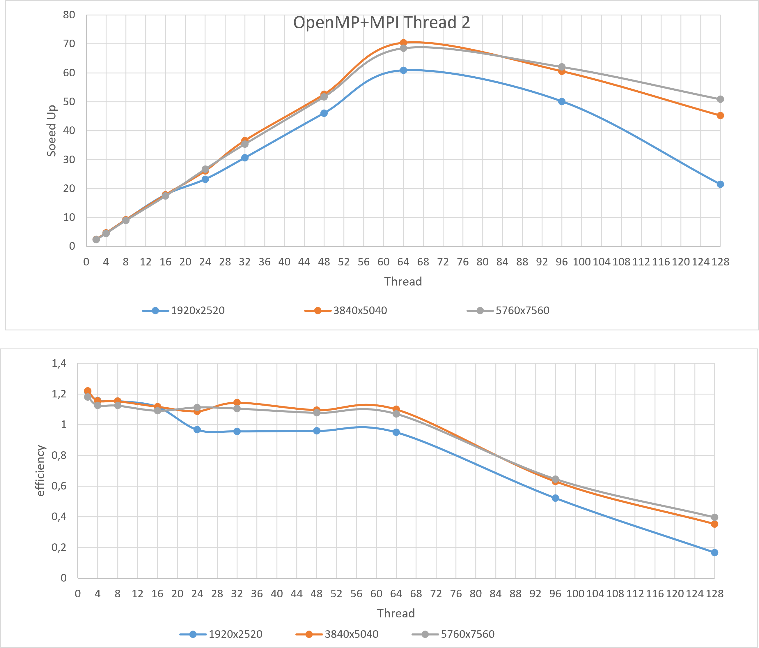 OpenMP+MPI Thread 2
80
70
60
50
40
30
20
10
0
Soeed Up
0 4 8 12 16 20 24 28 32 36 40 44 48 52 56 60 64 68 72 76 80 84 88 92 96 100 104 108 112 116 120 124 128
Thread
1920x2520 3840x5040 5760x7560
1,4
1,2
1
0,8
0,6
0,4
0,2
0
efficiency
0 4 8 12 16 20 24 28 32 36 40 44 48 52 56 60 64 68 72 76 80 84 88 92 96 100 104 108 112 116 120 124 128
Thread
1920x2520 3840x5040 5760x7560